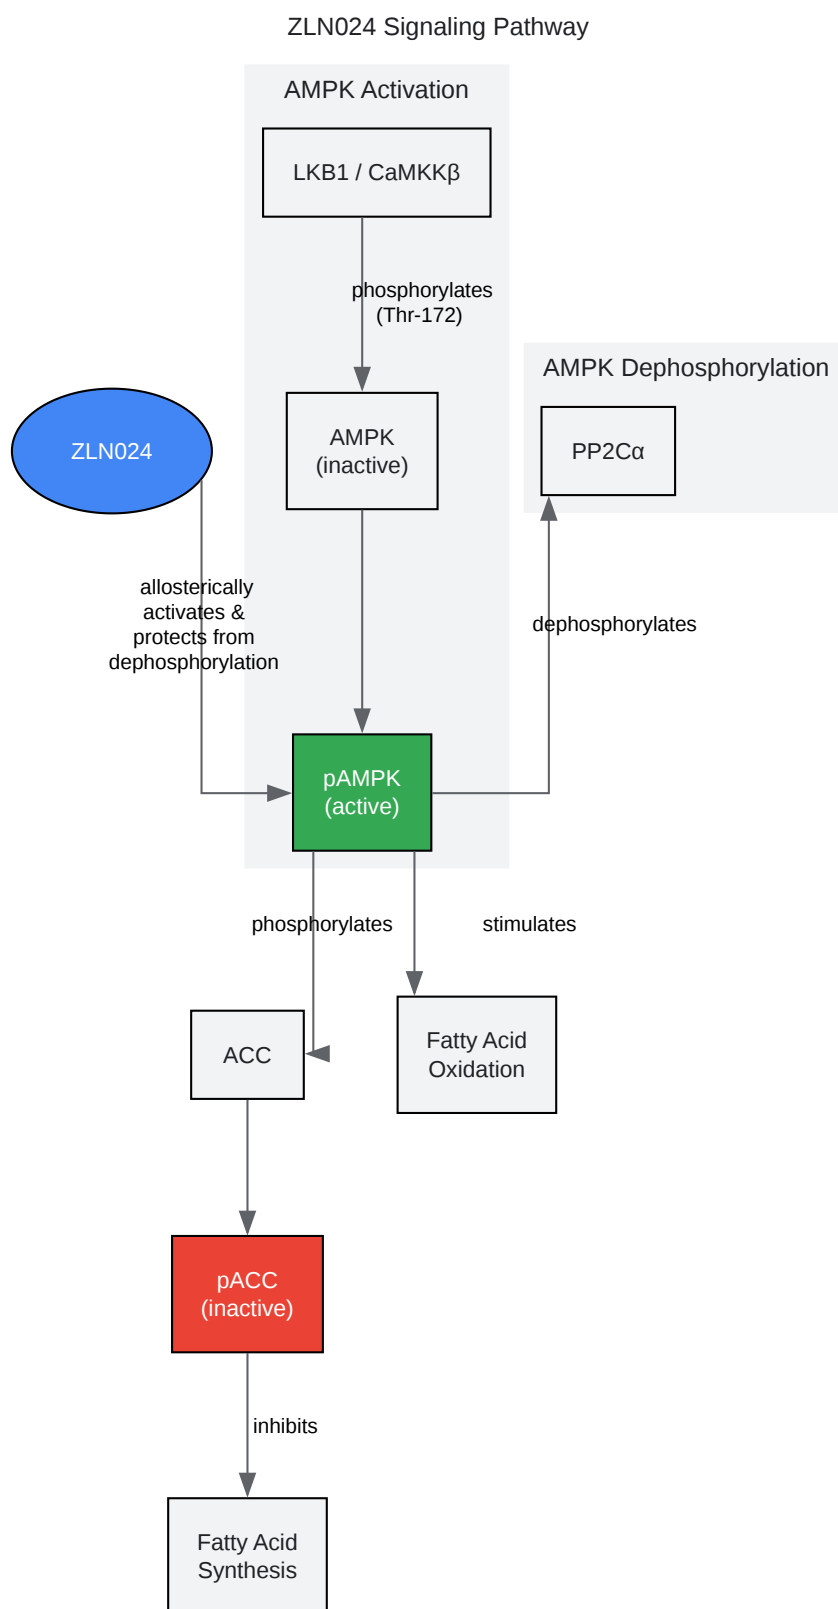 ZLN024 Signaling Pathway
AMPK Activation
LKB1 / CaMKKβ
phosphorylates
(Thr-172)
AMPK Dephosphorylation
ZLN024
AMPK
(inactive)
PP2Cα
allosterically
activates &
protects from
dephosphorylation
dephosphorylates
pAMPK
(active)
phosphorylates
stimulates
ACC
Fatty Acid
Oxidation
pACC
(inactive)
inhibits
Fatty Acid
Synthesis